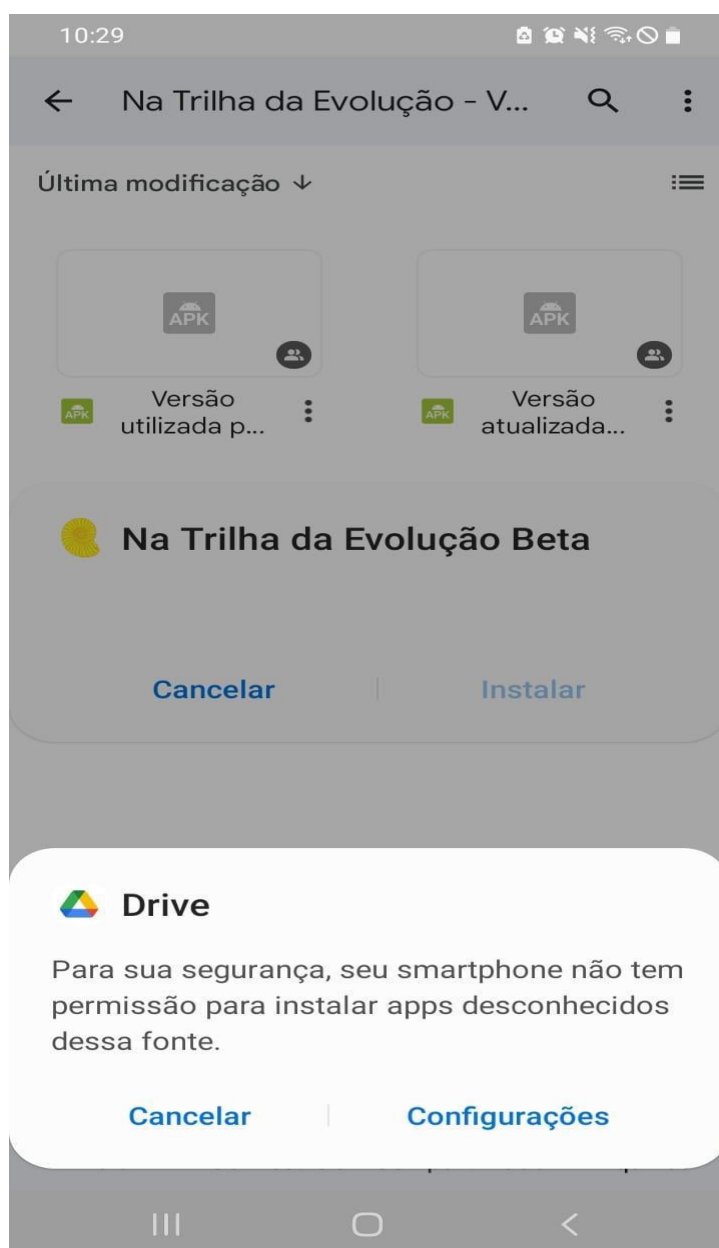 10:29
Na Trilha da Evolução - V...
Última modificação
APK
APK
APK
Versão
utilizada p...
APK
Versão
atualizada...
Na Trilha da Evolução Beta
Cancelar
Instalar
Drive
Para sua segurança, seu smartphone não tem
permissão para instalar apps desconhecidos
dessa fonte.
Cancelar
Configurações